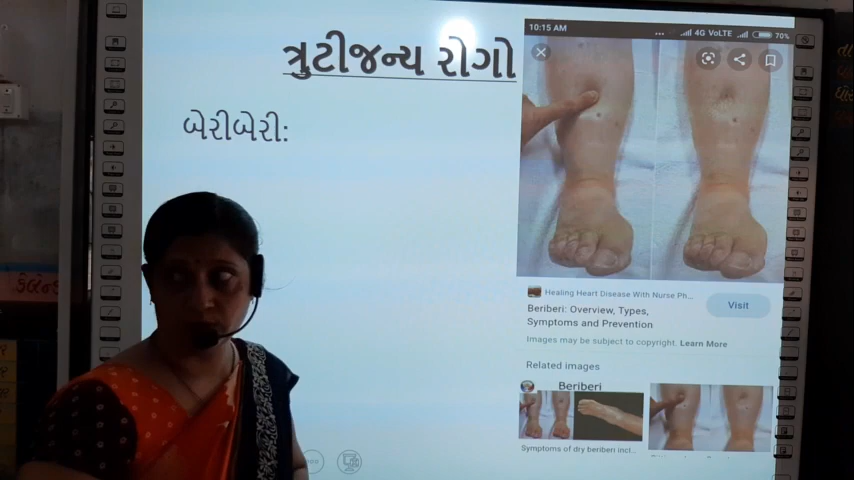 ત્રુટીજન્ય રોગો
બેરીબેરી:
10:15 AM
... 4G VoLTE 70%
Healing Heart Disease With Nurse Ph...
Beriberi: Overview, Types,
Symptoms and Prevention
Visit
Images may be subject to copyright. Learn More
Related images
Beriberi
Symptoms of dry beriberi incl...